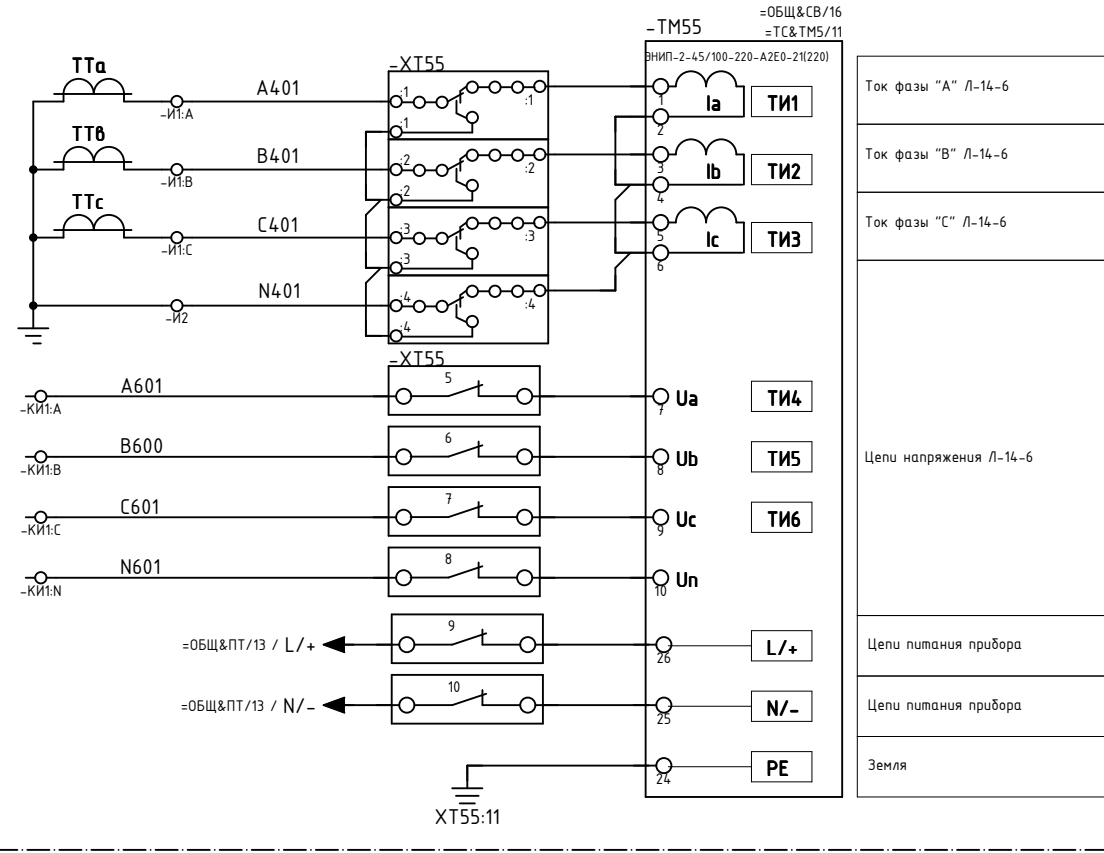 =ОБЩ&СВ/16
-TM55
=ТС&ТМ5/11
ЭНИП-2-45/100-220-А2Е0-21(220)
ТТа
А401
-И1:А
-XT55
:1
:1
:1
1
2
Ia
ТИ1
Ток фазы "А" Л-14-6
ТТв
В401
-И1:В
:2
:2
:2
3
4
Ib
ТИ2
Ток фазы "В" Л-14-6
ТТс
С401
-И1:С
:3
:3
:3
5
6
Ic
ТИ3
Ток фазы "С" Л-14-6
N401
-И2
:4
:4
:4
-XT55
А601
-КИ1:А
5
7
Ua
ТИ4
В600
-КИ1:В
6
8
Ub
ТИ5
Цепи напряжения Л-14-6
С601
-КИ1:С
7
9
Uc
ТИ6
N601
-КИ1:N
8
10
Un
=ОБЩ&ПТ/13 / L/+
9
26
L/+
Цепи питания прибора
=ОБЩ&ПТ/13 / N/-
10
25
N/-
Цепи питания прибора
24
PE
Земля
XT55:11